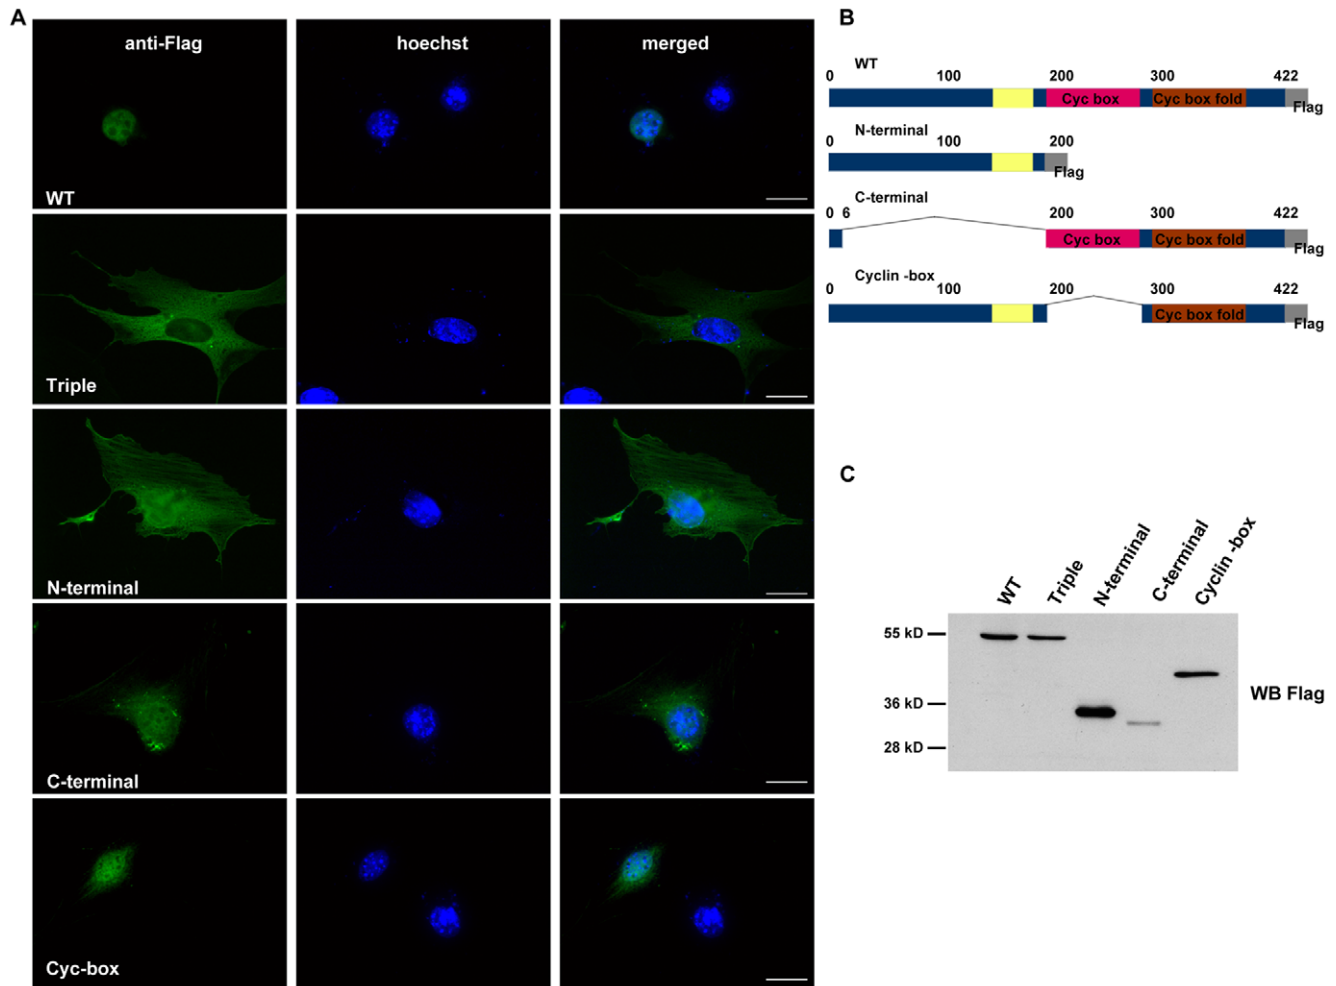 A
anti-Flag hoechst merged
WT
Triple
N-terminal
C-terminal
Cyc-box
B
WT
0 100 200 300 422
Cyc box Cyc box fold Flag
N-terminal
0 100 200
Flag
C-terminal
0 6 200 300 422
Cyc box Cyc box fold Flag
Cyclin -box
0 100 200 300 422
Cyc box fold Flag
C
WT Triple N-terminal C-terminal Cyclin -box
55 kD
36 kD
28 kD
WB Flag